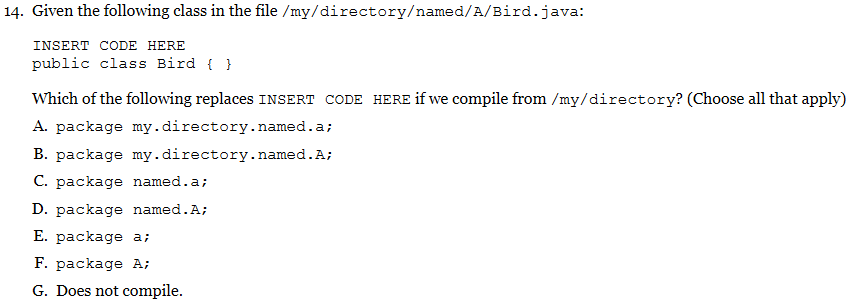 14. Given the following class in the file /my/directory/named/A/Bird.java:
INSERT CODE HERE
public class Bird { }
Which of the following replaces INSERT CODE HERE if we compile from /my/directory? (Choose all that apply)
A. package my.directory.named.a;
B. package my.directory.named.A;
C. package named.a;
D. package named.A;
E. package a;
F. package A;
G. Does not compile.